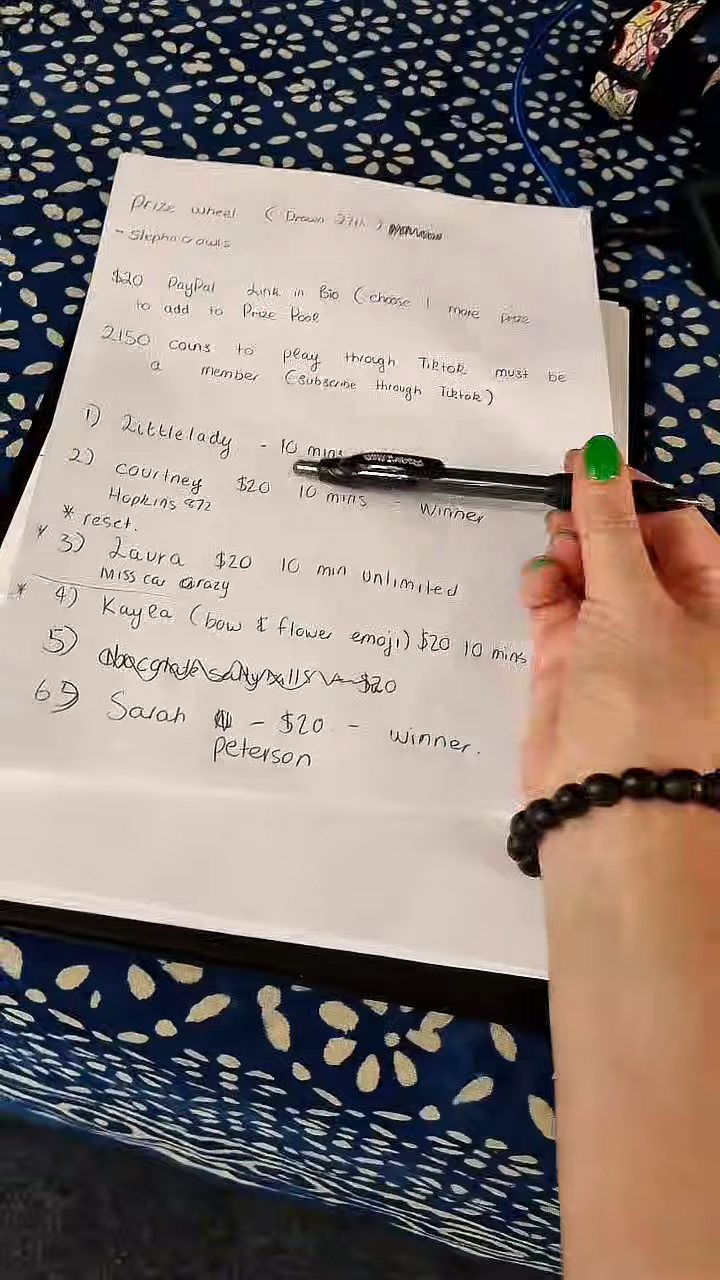 Prize wheel (Drawn 27th)
- Stephacrawls
$20 PayPal Link in Bio (choose 1 more prize
to add to Prize Pool
2150 coins to play through Tiktok must be
a member (subscribe through Tiktok)
1) Littlelady - 10 mins
2) Courtney $20 10 mins - Winner
Hopkins 872
* reset.
* 3) Laura $20 10 min unlimited
Miss car crazy
* 4) Kayla (bow & flower emoji) $20 10 mins
5) $20
6) Sarah - $20 - winner.
Peterson